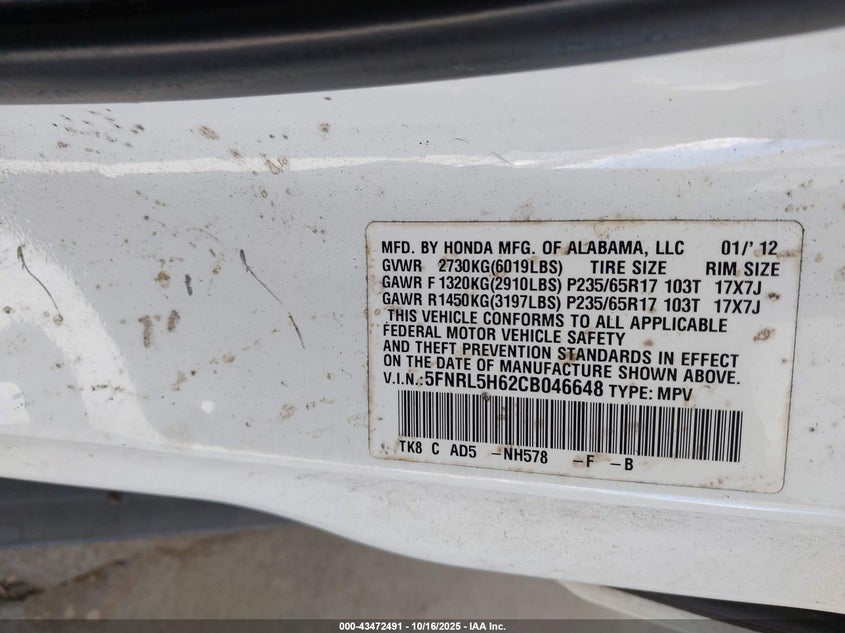 MFD. BY HONDA MFG. OF ALABAMA, LLC 01/' 12
GVWR 2730KG(6019LBS) TIRE SIZE RIM SIZE
GAWR F 1320KG(2910LBS) P235/65R17 103T 17X7J
GAWR R1450KG(3197LBS) P235/65R17 103T 17X7J
THIS VEHICLE CONFORMS TO ALL APPLICABLE
FEDERAL MOTOR VEHICLE SAFETY
AND THEFT PREVENTION STANDARDS IN EFFECT
ON THE DATE OF MANUFACTURE SHOWN ABOVE.
V.I.N.:5FNRL5H62CB046648 TYPE: MPV
TK8 C AD5 -NH578 -F -B
000-43472491 - 10/16/2025 - IAA Inc.